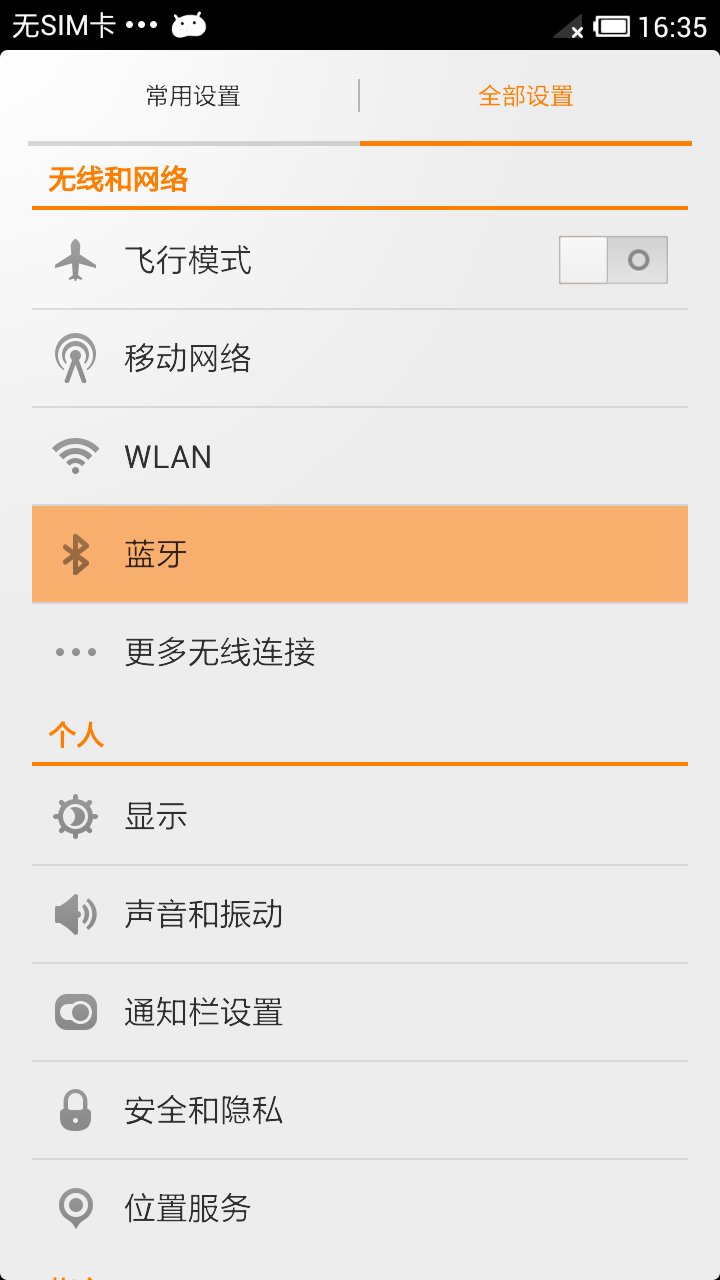 无SIM卡 ••• 16:35
常用设置 全部设置
无线和网络
飞行模式
移动网络
WLAN
蓝牙
更多无线连接
个人
显示
声音和振动
通知栏设置
安全和隐私
位置服务